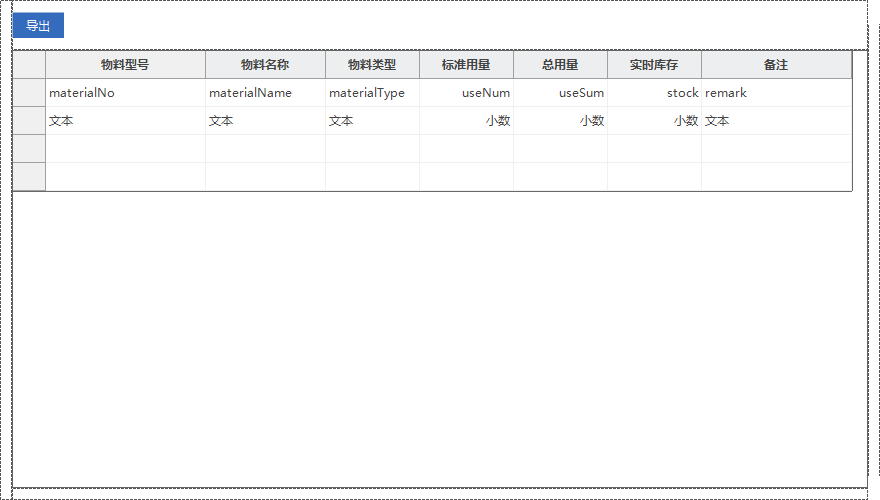 导出
物料型号 物料名称 物料类型 标准用量 总用量 实时库存 备注
materialNo materialName materialType useNum useSum stock remark
文本 文本 文本 小数 小数 小数 文本